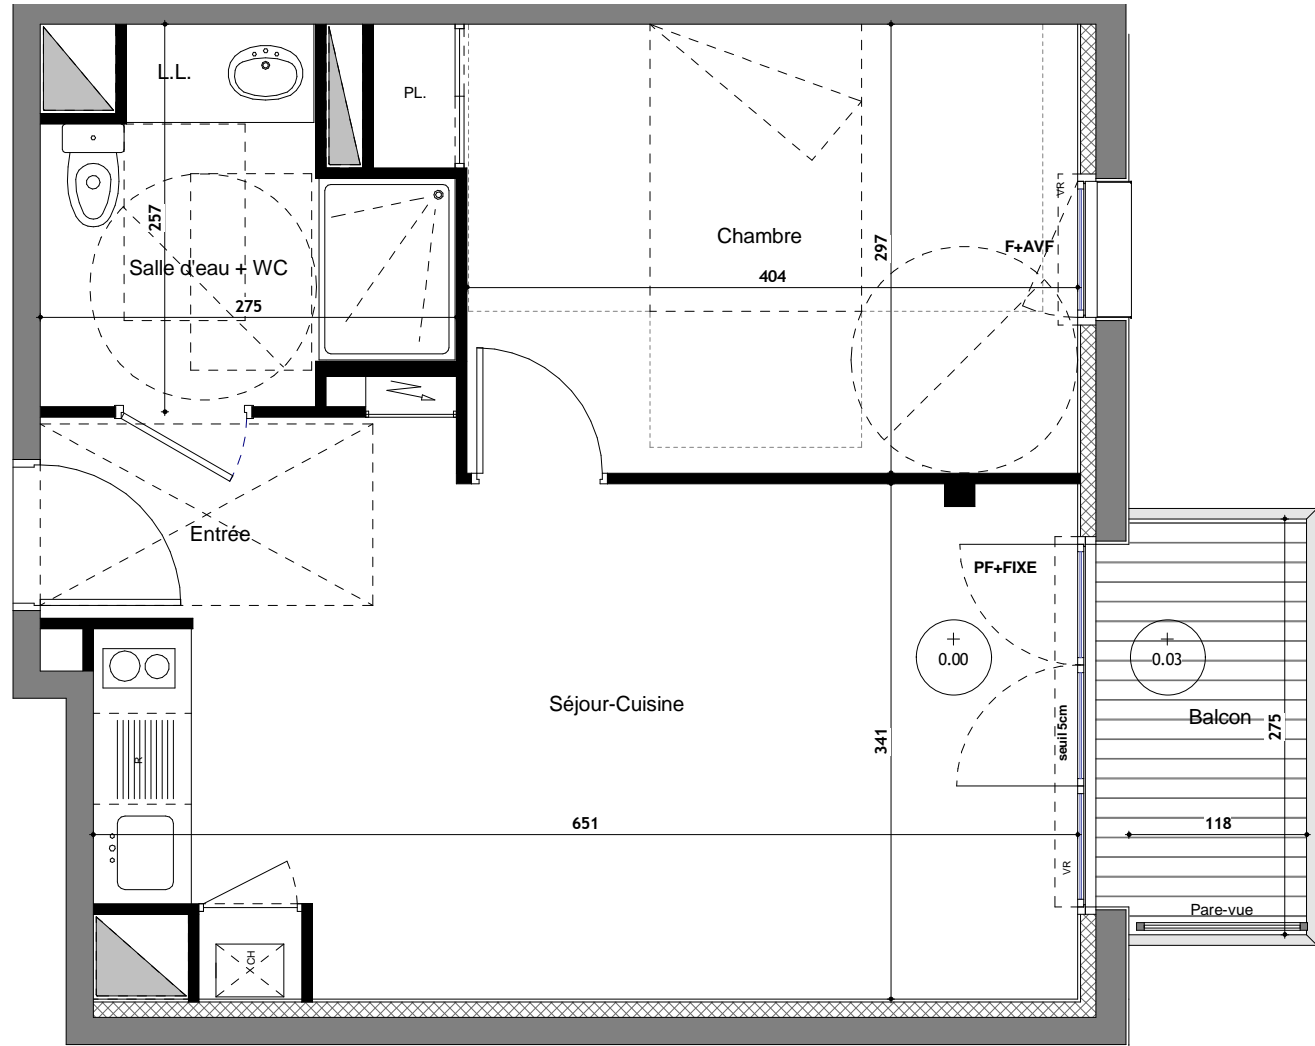 L.L.
PL.
VR
Chambre
F+AVF
297
404
257
Salle d'eau + WC
275
Entrée
PF+FIXE
0.00
0.03
Séjour-Cuisine
Balcon
275
seuil 5cm
341
R
651
118
VR
Pare-vue
CH
X